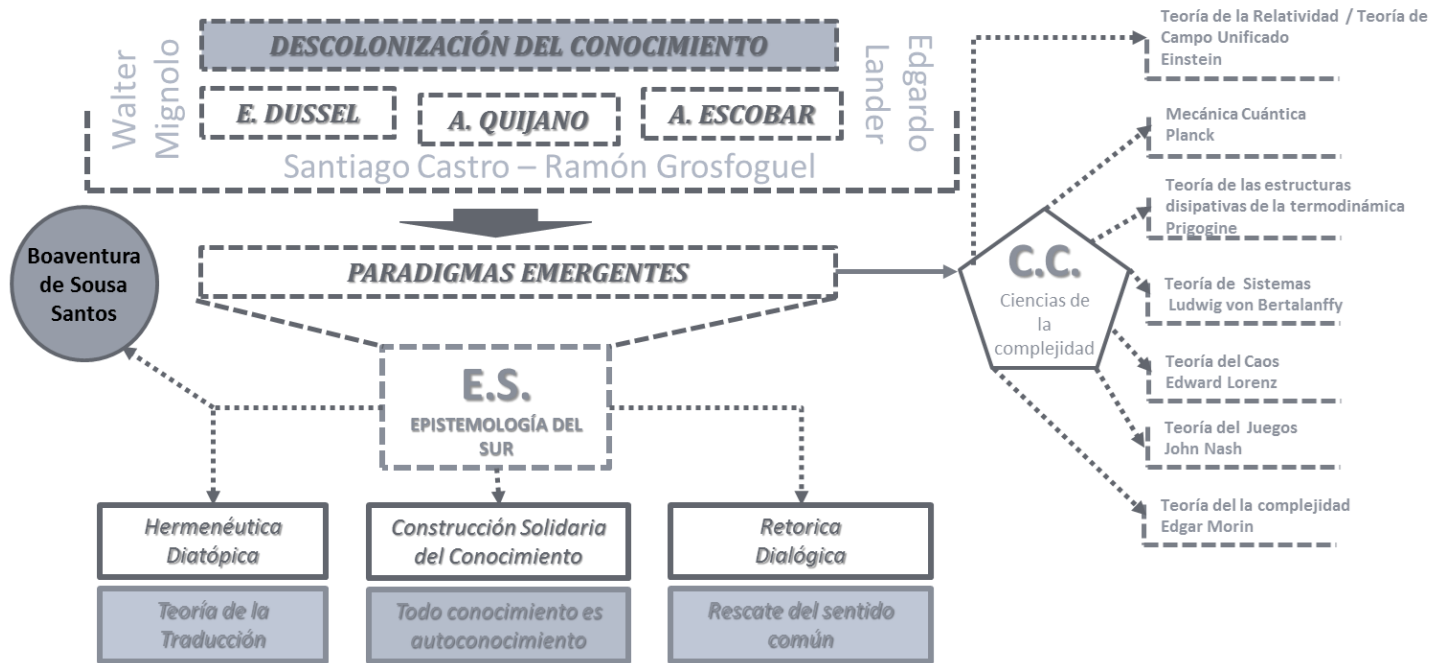 DESCOLONIZACIÓN DEL CONOCIMIENTO
Walter
Mignolo
Edgardo
Lander
E. DUSSEL
A. QUIJANO
A. ESCOBAR
Santiago Castro – Ramón Grosfoguel
Boaventura
de Sousa
Santos
PARADIGMAS EMERGENTES
E.S.
EPISTEMOLOGÍA DEL
SUR
Hermenéutica
Diatópica
Teoría de la
Traducción
Construcción Solidaria
del Conocimiento
Todo conocimiento es
autoconocimiento
Retorica
Dialógica
Rescate del sentido
común
C.C.
Ciencias de
la
complejidad
Teoría de la Relatividad / Teoría de
Campo Unificado
Einstein
Mecánica Cuántica
Planck
Teoría de las estructuras
disipativas de la termodinámica
Prigogine
Teoría de Sistemas
Ludwig von Bertalanffy
Teoría del Caos
Edward Lorenz
Teoría del Juegos
John Nash
Teoría del la complejidad
Edgar Morin